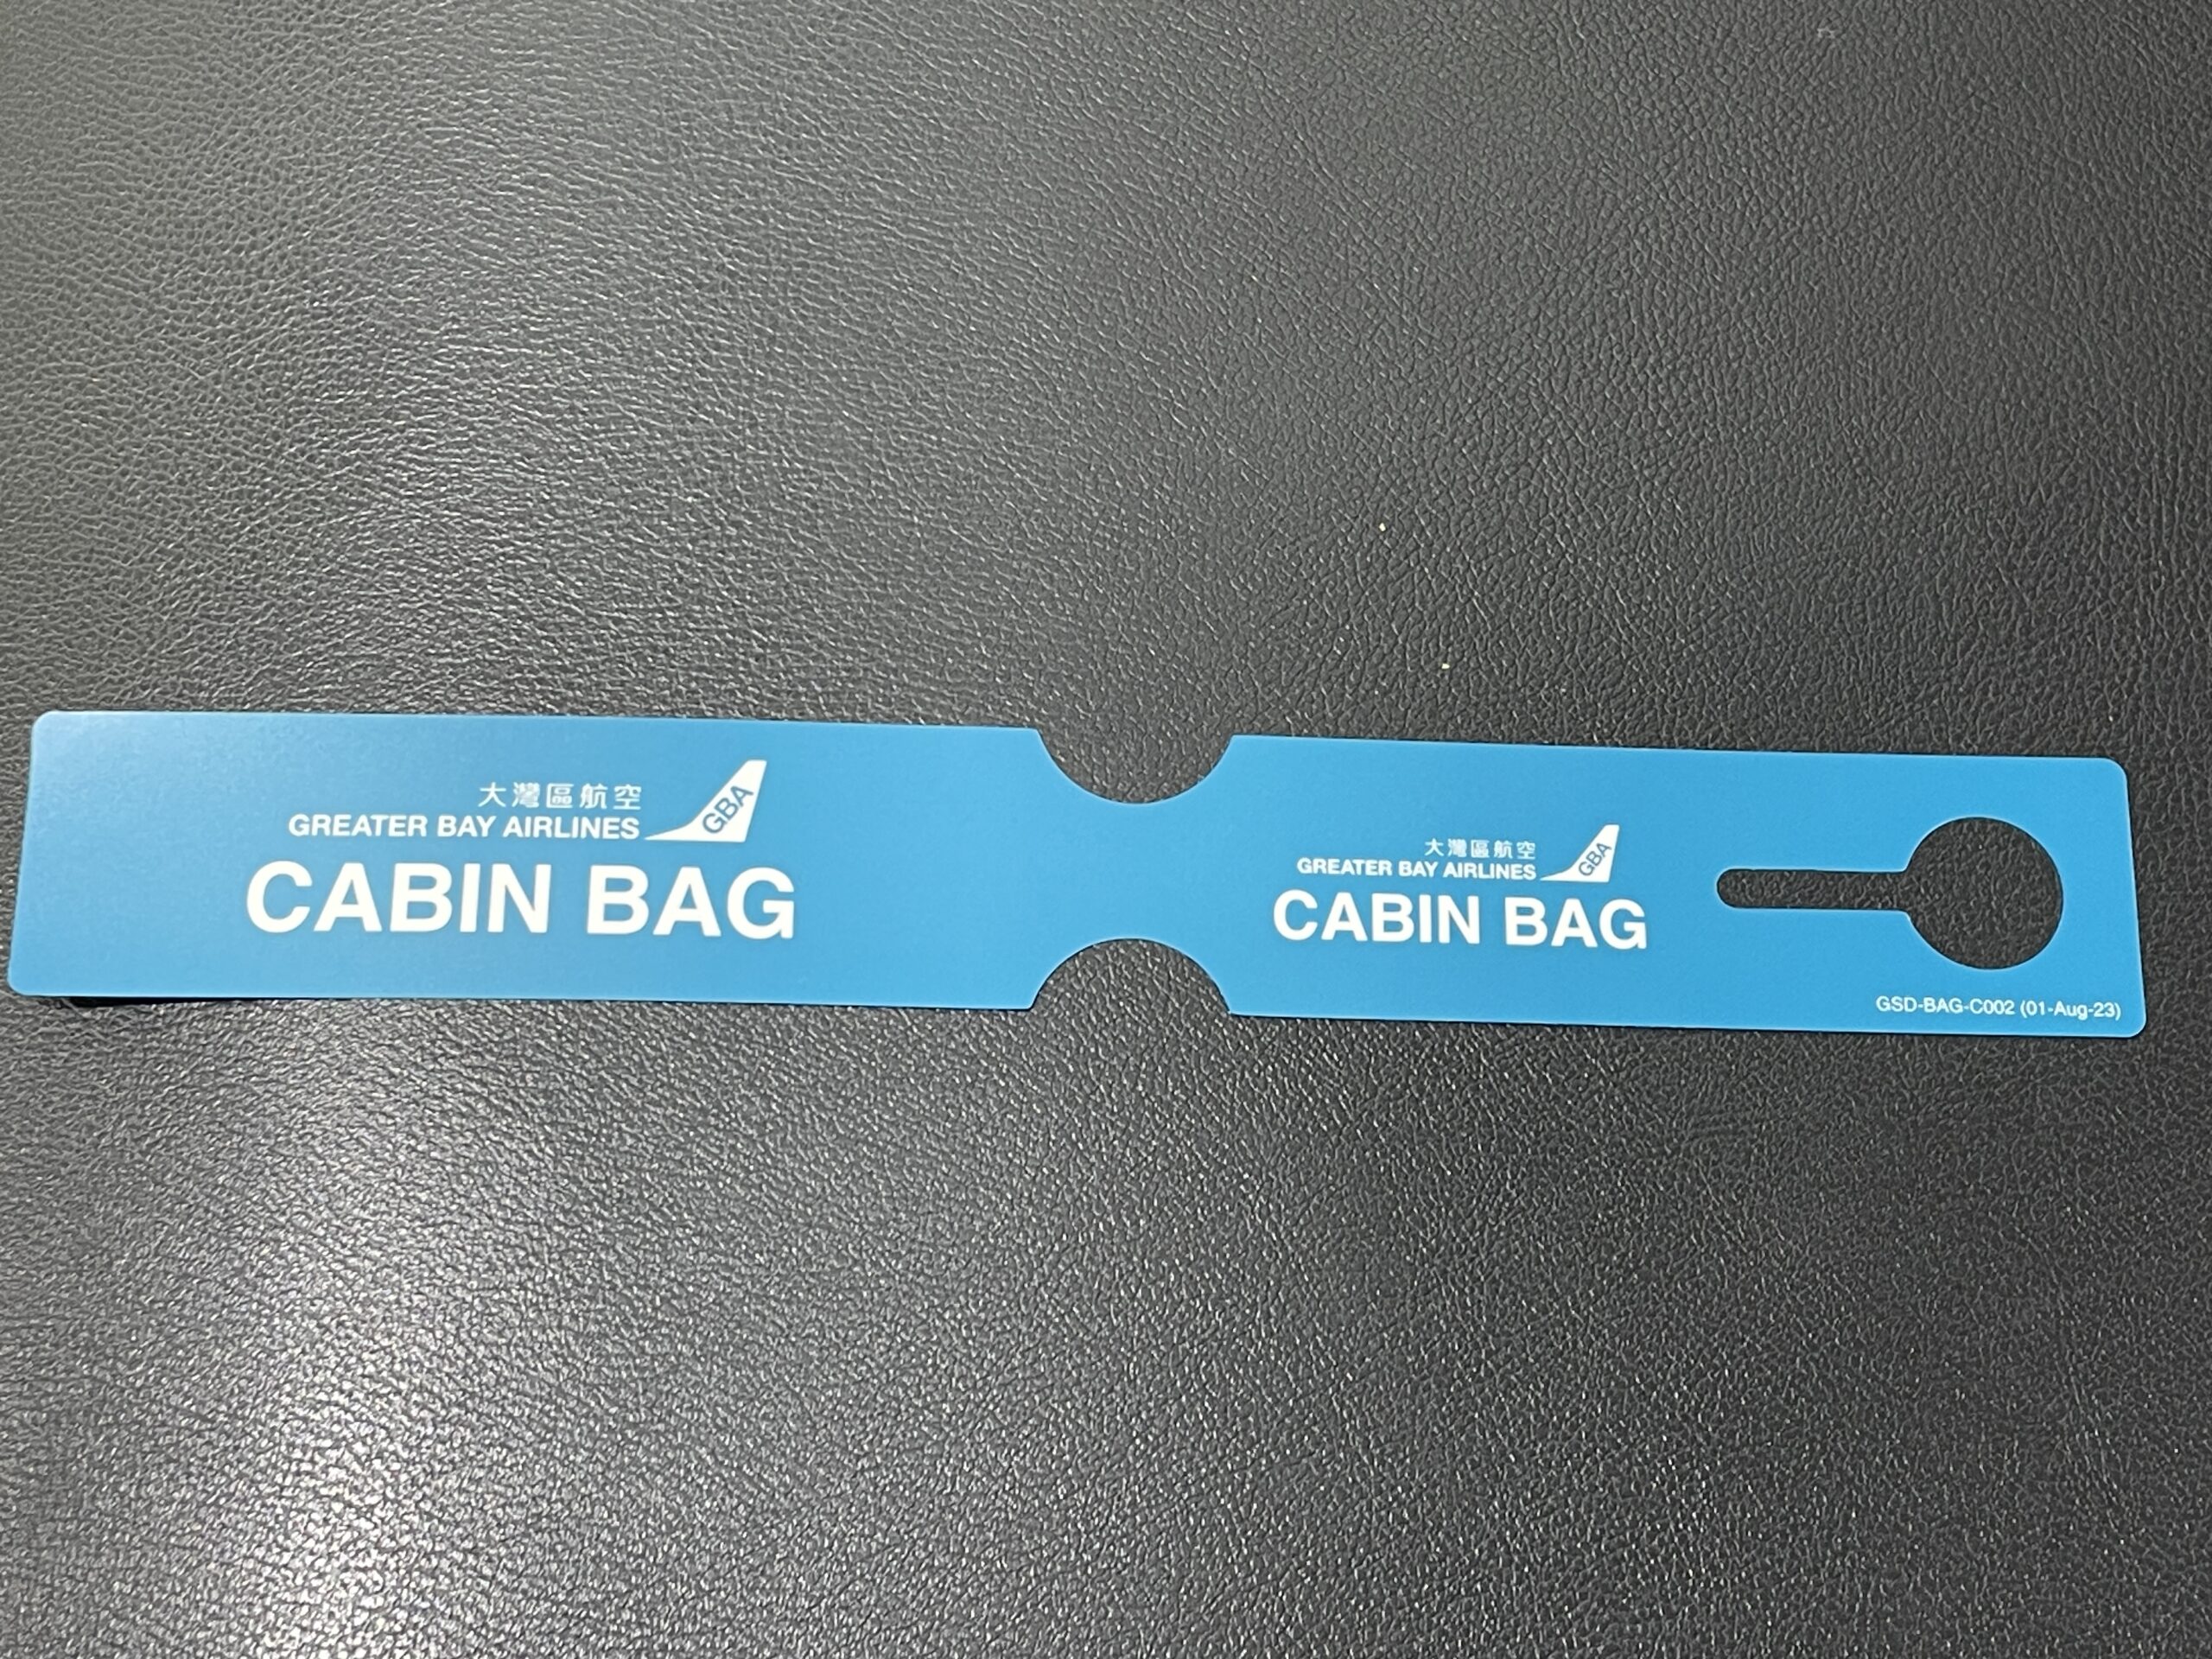 大灣區航空
GREATER BAY AIRLINES
GBA
CABIN BAG
大灣區航空
GREATER BAY AIRLINES
GBA
CABIN BAG
GSD-BAG-C002 (01-Aug-23)